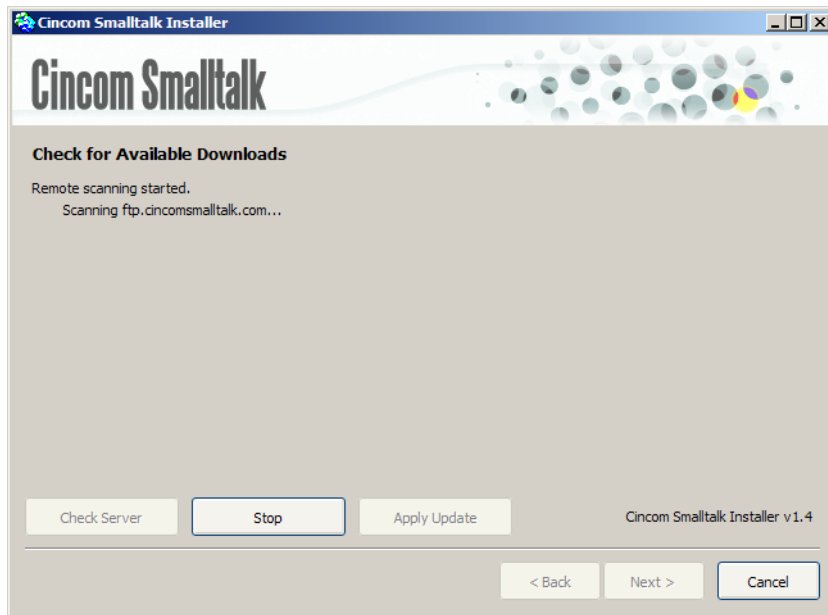 Cincom Smalltalk Installer
Cincom Smalltalk
Check for Available Downloads
Remote scanning started.
Scanning ftp.cincomsmalltalk.com...
Check Server
Stop
Apply Update
Cincom Smalltalk Installer v1.4
< Back
Next >
Cancel